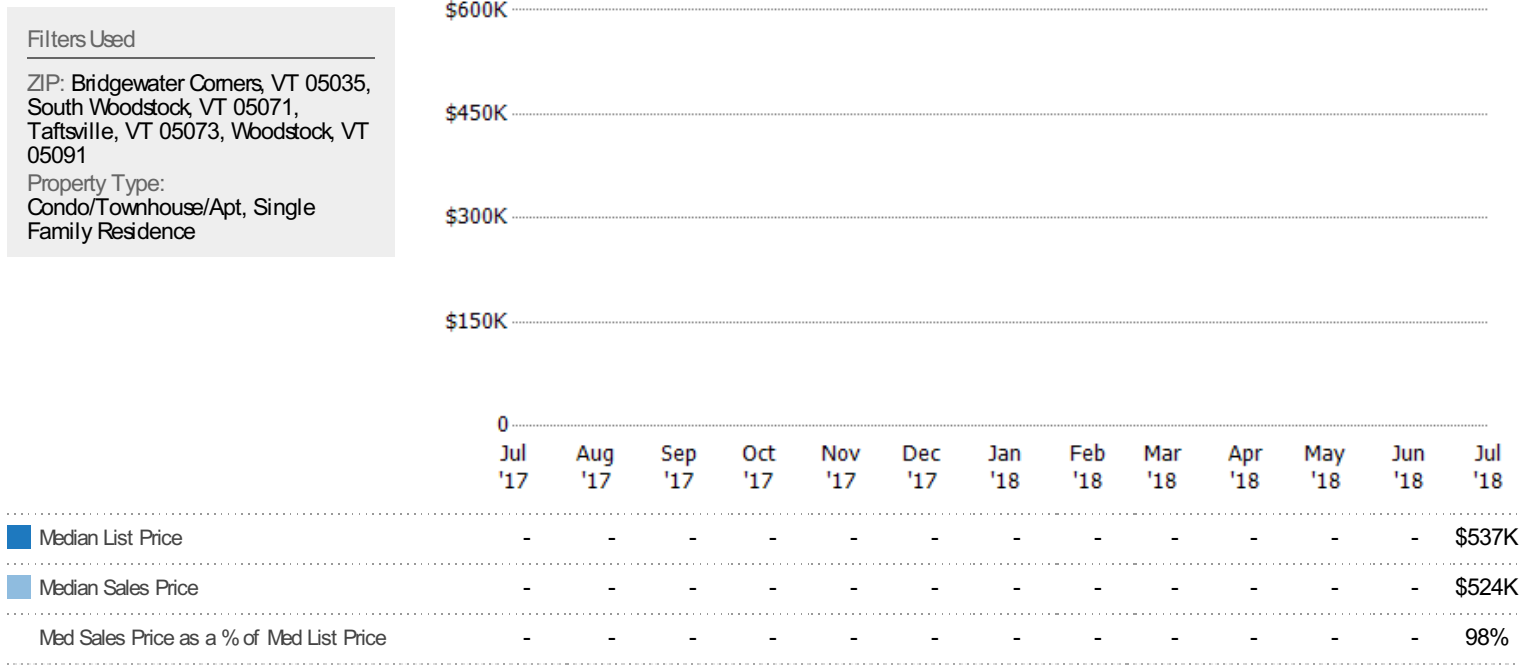 Filters Used
ZIP: Bridgewater Corners, VT 05035,
South Woodstock, VT 05071,
Taftsville, VT 05073, Woodstock, VT
05091
Property Type:
Condo/Townhouse/Apt, Single
Family Residence
$600K
$450K
$300K
$150K
0
Jul '17 Aug '17 Sep '17 Oct '17 Nov '17 Dec '17 Jan '18 Feb '18 Mar '18 Apr '18 May '18 Jun '18 Jul '18
Median List Price - - - - - - - - - - - - $537K
Median Sales Price - - - - - - - - - - - - $524K
Med Sales Price as a % of Med List Price - - - - - - - - - - - - 98%